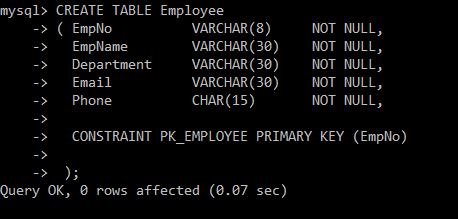 mysql> CREATE TABLE Employee
    -> ( EmpNo          VARCHAR(8)     NOT NULL,
    ->   EmpName        VARCHAR(30)    NOT NULL,
    ->   Department     VARCHAR(30)    NOT NULL,
    ->   Email          VARCHAR(30)    NOT NULL,
    ->   Phone          CHAR(15)       NOT NULL,
    ->
    ->   CONSTRAINT PK_EMPLOYEE PRIMARY KEY (EmpNo)
    ->
    ->  );
Query OK, 0 rows affected (0.07 sec)